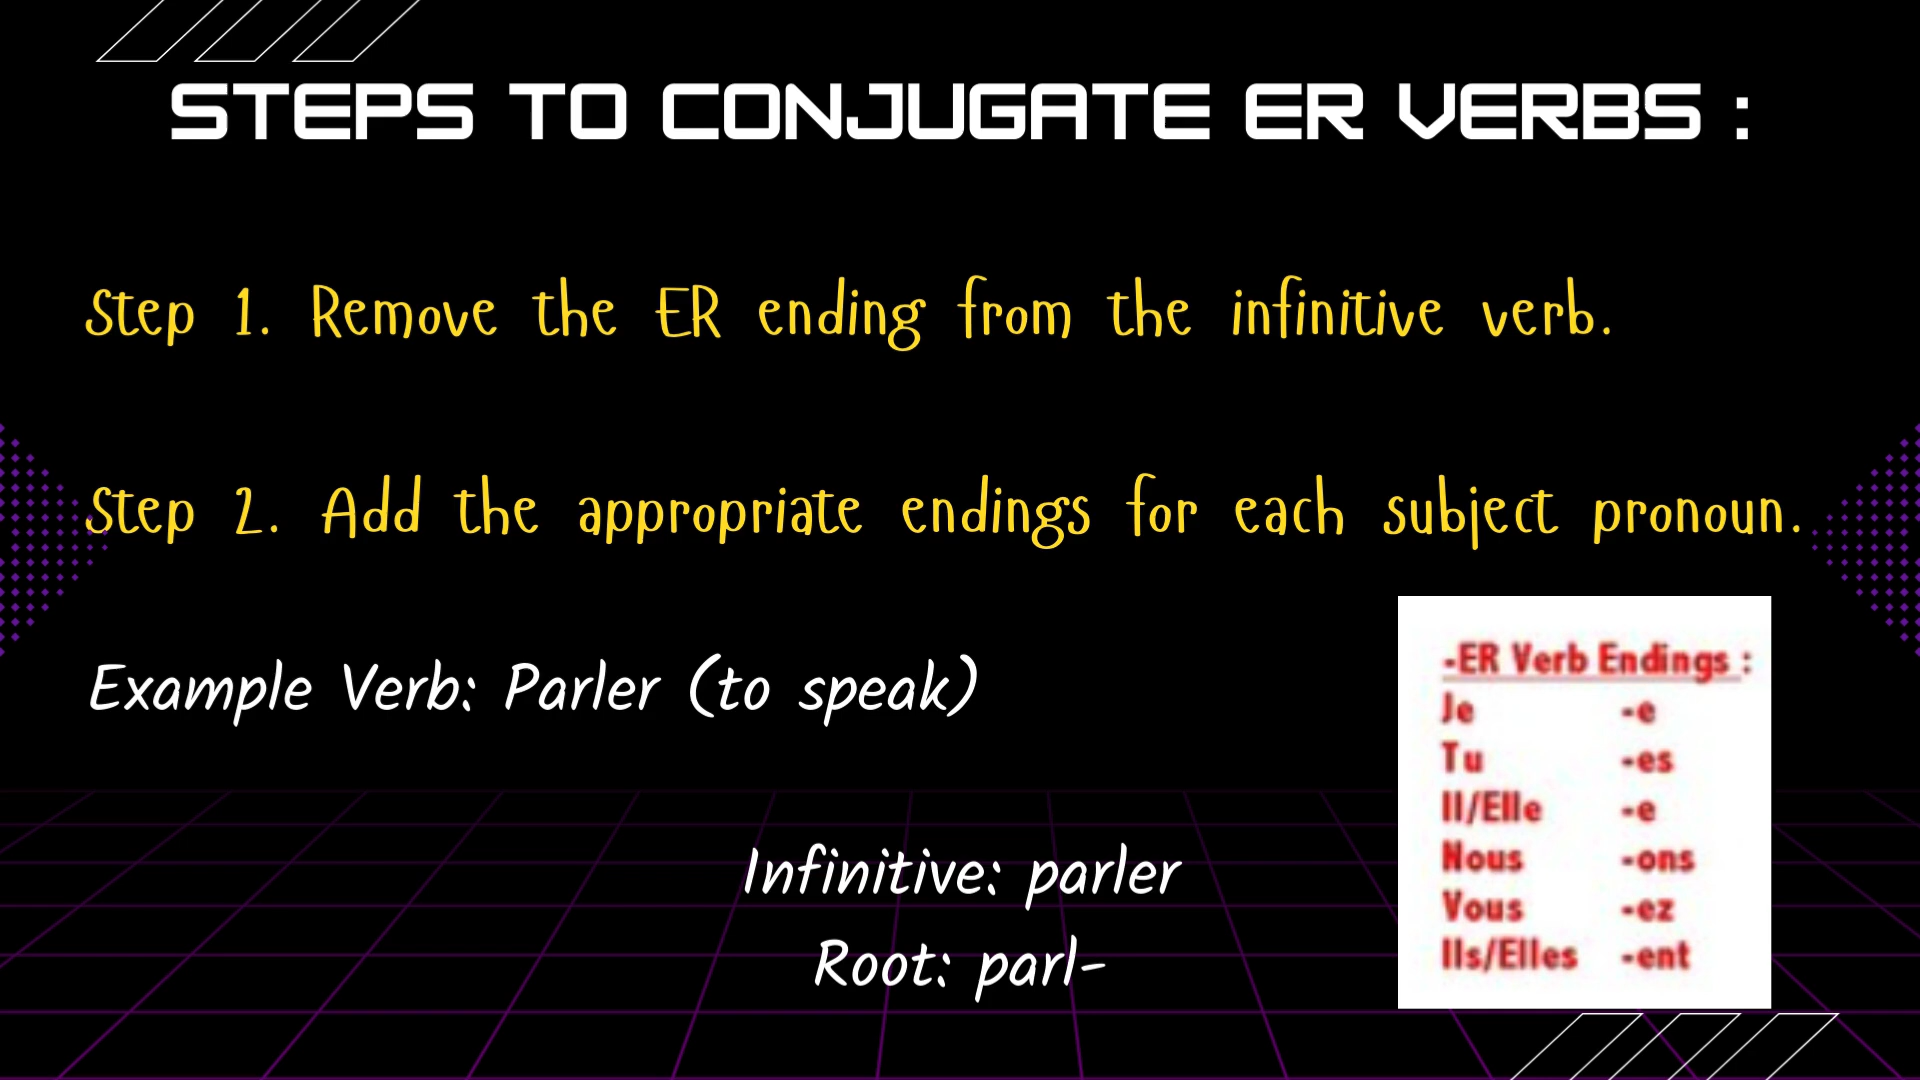 STEPS TO CONJUGATE ER VERBS :
Step 1. Remove the ER ending from the infinitive verb.
Step 2. Add the appropriate endings for each subject pronoun.
Example Verb: Parler (to speak)
Infinitive: parler
Root: parl-
-ER Verb Endings :
Je -e
Tu -es
Il/Elle -e
Nous -ons
Vous -ez
Ils/Elles -ent